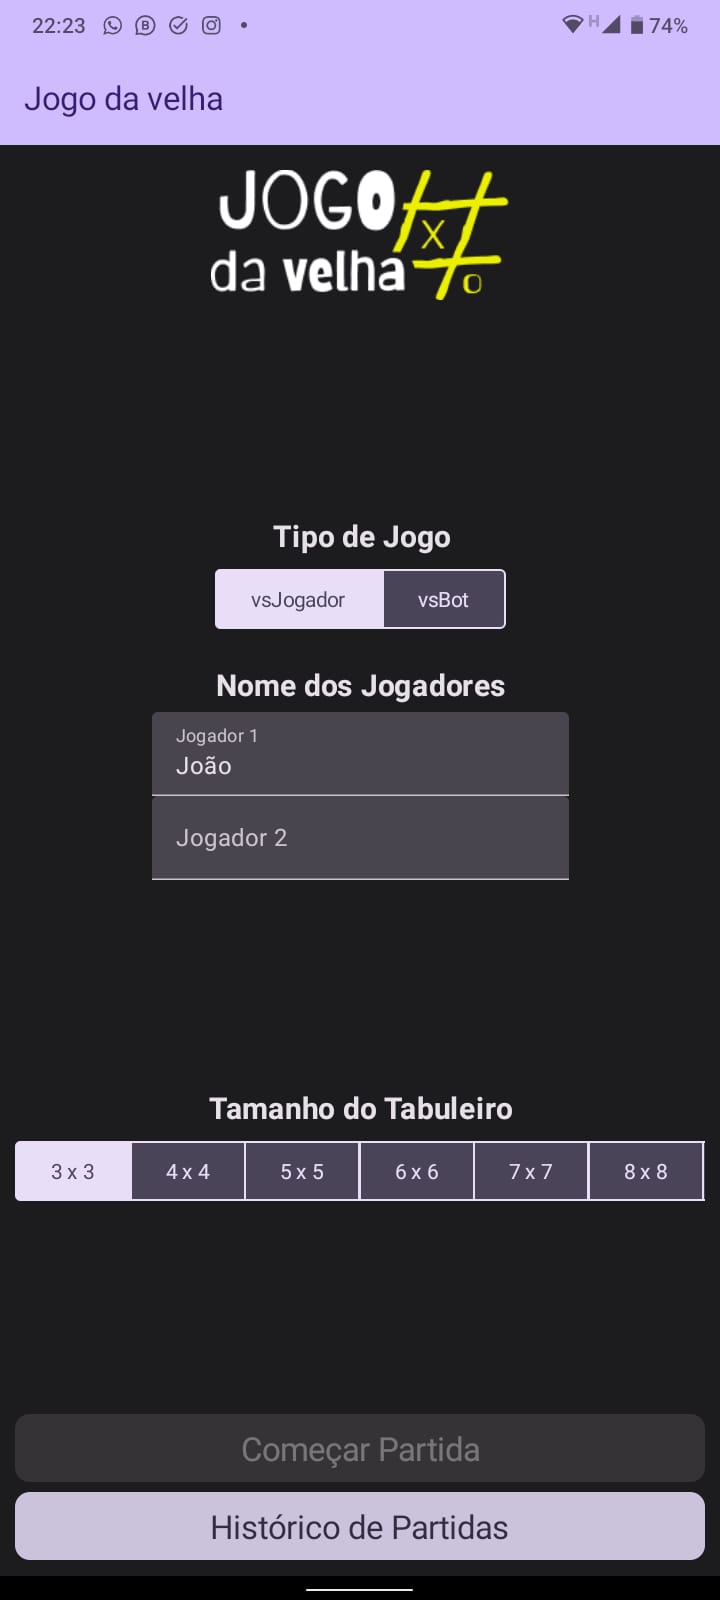 22:23
H 74%
Jogo da velha
JOGO
X
da velha
O
Tipo de Jogo
vsJogador vsBot
Nome dos Jogadores
Jogador 1
João
Jogador 2
Tamanho do Tabuleiro
3 x 3 4 x 4 5 x 5 6 x 6 7 x 7 8 x 8
Começar Partida
Histórico de Partidas